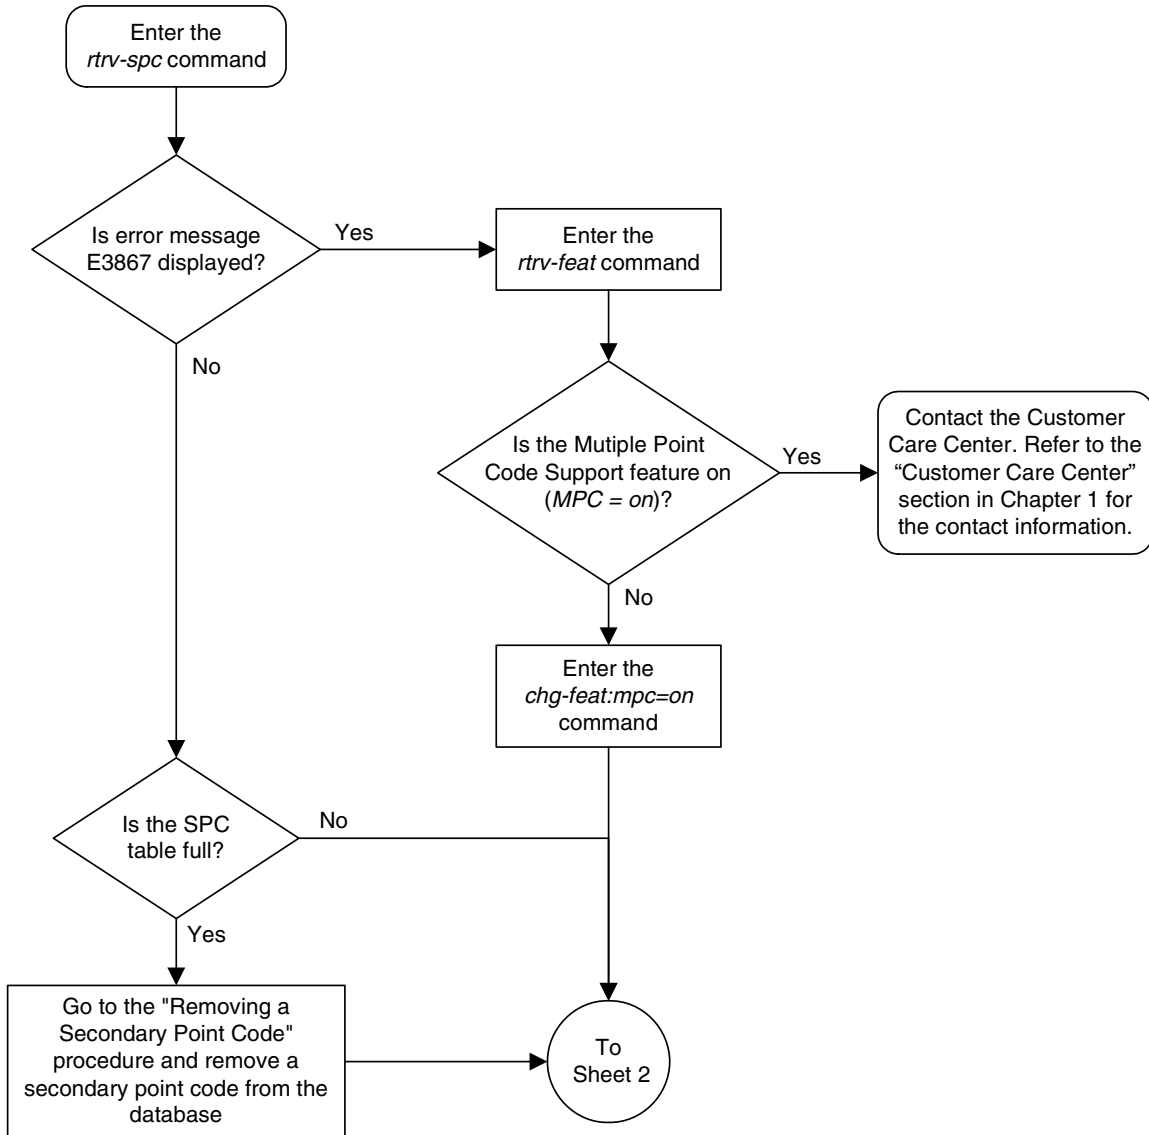 Enter the
rtrv-spc command
Is error message
E3867 displayed?
Yes
Enter the
rtrv-feat command
No
Is the Mutiple Point
Code Support feature on
(MPC = on)?
Yes
Contact the Customer
Care Center. Refer to the
“Customer Care Center”
section in Chapter 1 for
the contact information.
No
Enter the
chg-feat:mpc=on
command
Is the SPC
table full?
No
Yes
Go to the "Removing a
Secondary Point Code"
procedure and remove a
secondary point code from the
database
To
Sheet 2